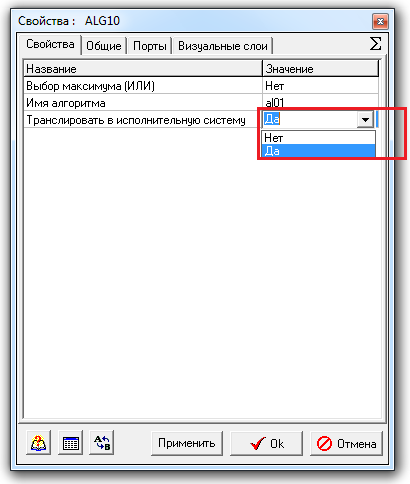 Свойства :   ALG10
Свойства Общие Порты Визуальные слои Σ
Название Значение
Выбор максимума (ИЛИ) Нет
Имя алгоритма al01
Транслировать в исполнительную систему Да
Нет
Да
A B Применить Ok Отмена